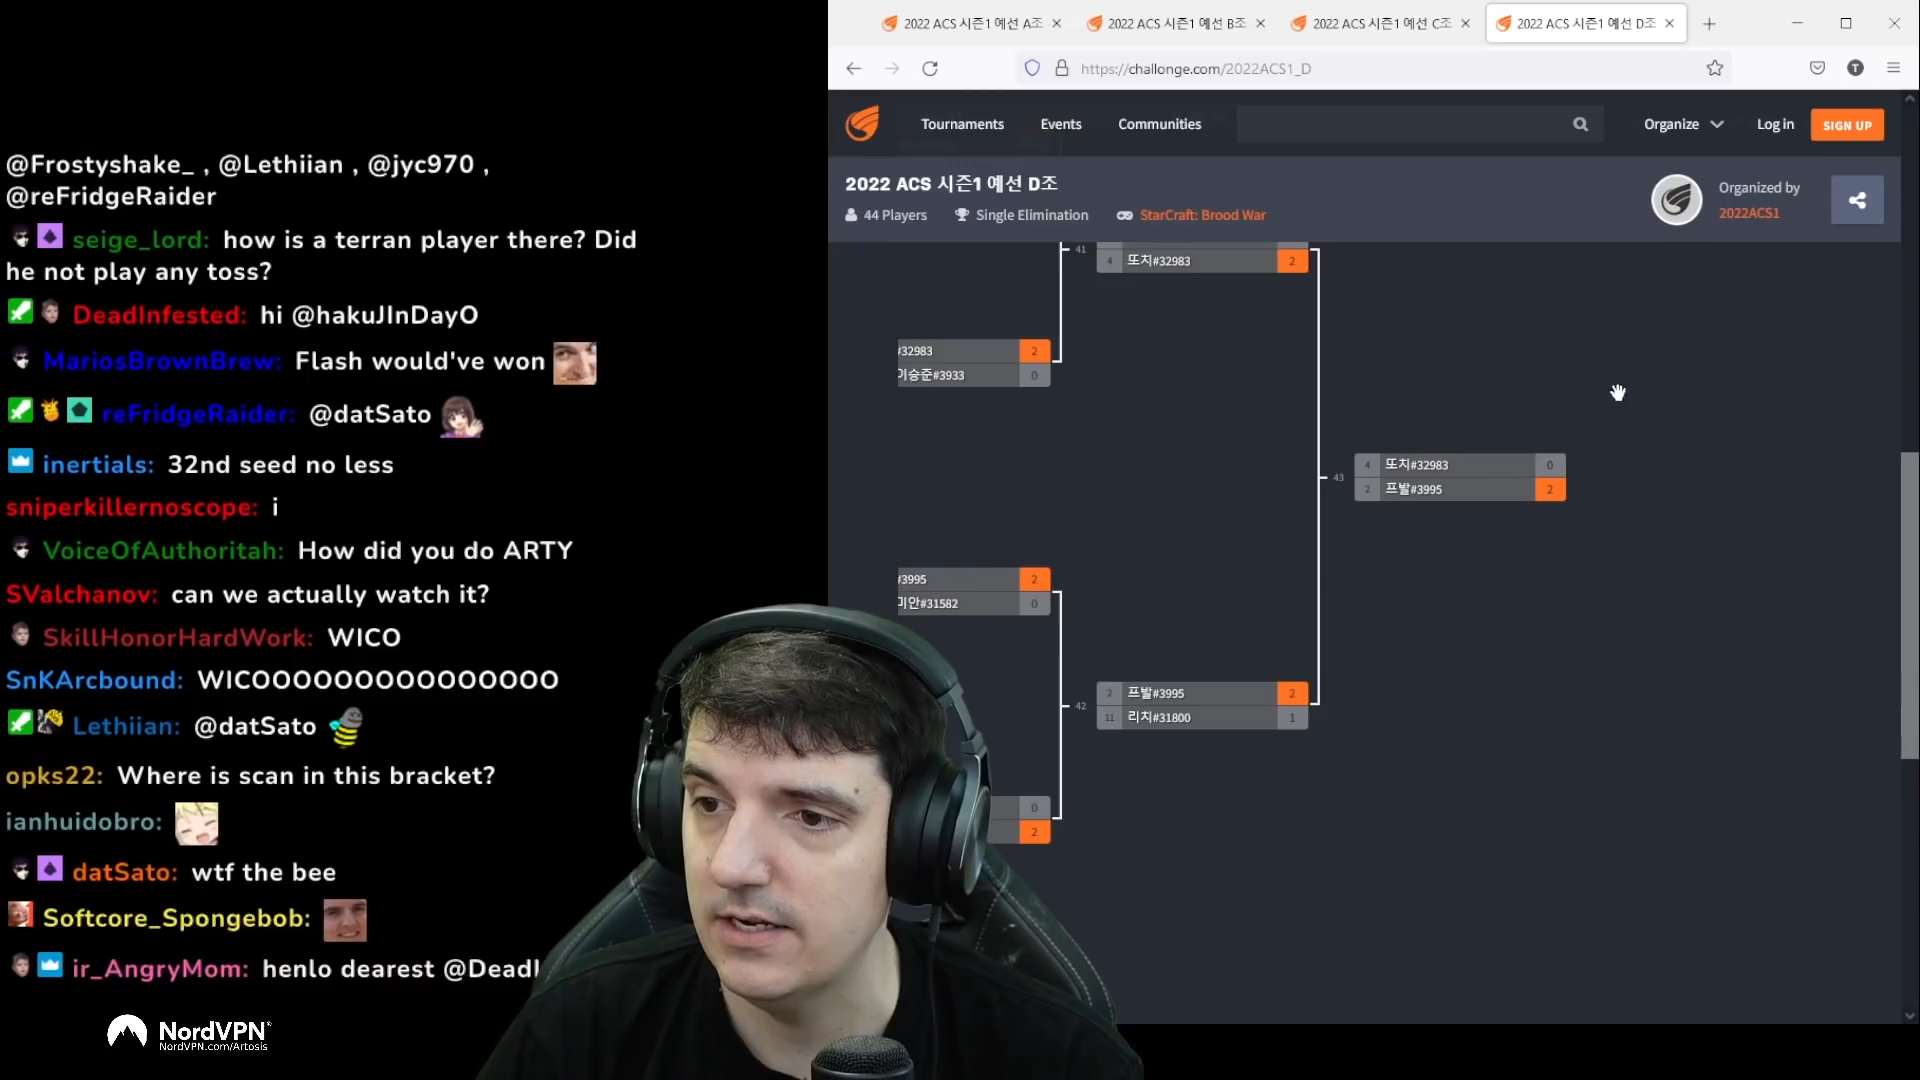 @Frostyshake_ , @Lethiian , @jyc970 ,
@reFridgeRaider
seige_lord: how is a terran player there? Did
he not play any toss?
DeadInfested: hi @hakuJInDayO
MariosBrownBrew: Flash would've won
reFridgeRaider: @datSato
inertials: 32nd seed no less
sniperkillernoscope: i
VoiceOfAuthoritah: How did you do ARTY
SValchanov: can we actually watch it?
SkillHonorHardWork: WICO
SnKArcbound: WICOOOOOOOOOOOOOOO
Lethiian: @datSato
opks22: Where is scan in this bracket?
ianhuidobro:
datSato: wtf the bee
Softcore_Spongebob:
ir_AngryMom: henlo dearest @Deadl
NordVPN®
NordVPN.com/Artosis
2022 ACS 시즌1 예선 A조
2022 ACS 시즌1 예선 B조
2022 ACS 시즌1 예선 C조
2022 ACS 시즌1 예선 D조
https://challonge.com/2022ACS1_D
T
Tournaments Events Communities
Organize Log in SIGN UP
2022 ACS 시즌1 예선 D조
44 Players Single Elimination StarCraft: Brood War
Organized by
2022ACS1
41
4 또치#32983 2
#32983 2
이승준#3933 0
43
4 또치#32983 0
2 프발#3995 2
#3995 2
미안#31582 0
42
2 프발#3995 2
11 리치#31800 1
0
2